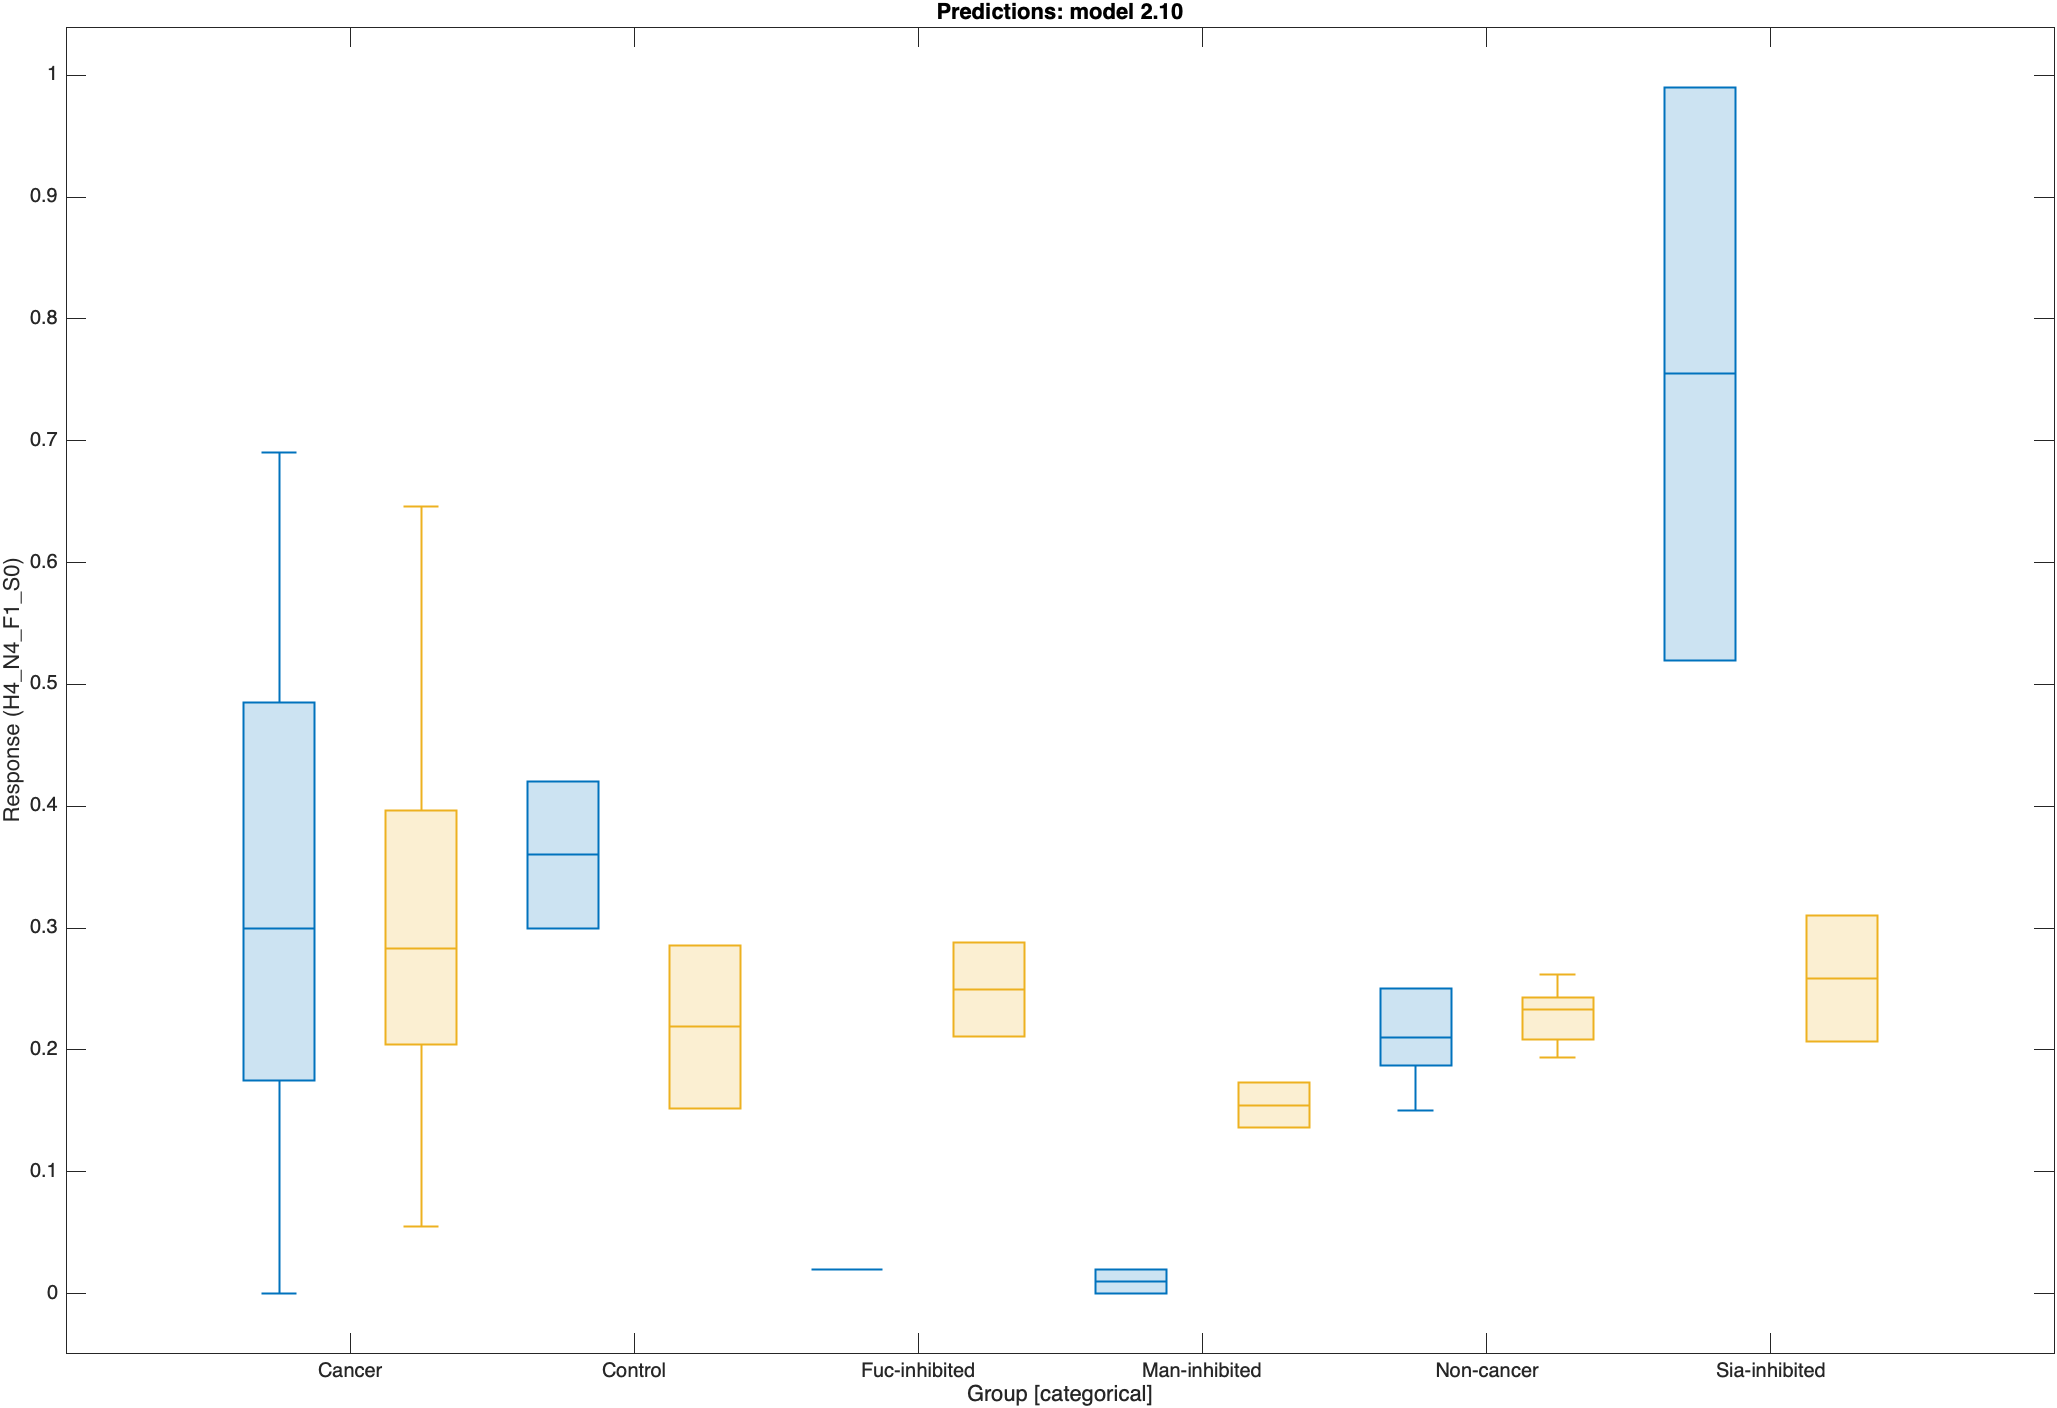 Predictions: model 2.10
1
0.9
0.8
0.7
0.6
0.5
0.4
0.3
0.2
0.1
0
Response (H4_N4_F1_S0)
Cancer Control Fuc-inhibited Man-inhibited Non-cancer Sia-inhibited
Group [categorical]